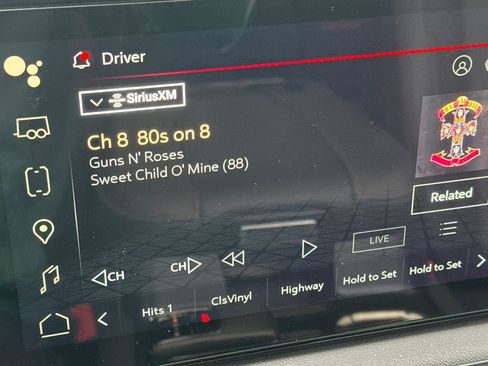 Driver
SiriusXM
Ch 8 80s on 8
Guns N' Roses
Sweet Child O' Mine (88)
Related
CH
CH
LIVE
Hits 1
ClsVinyl
Highway
Hold to Set
Hold to Set